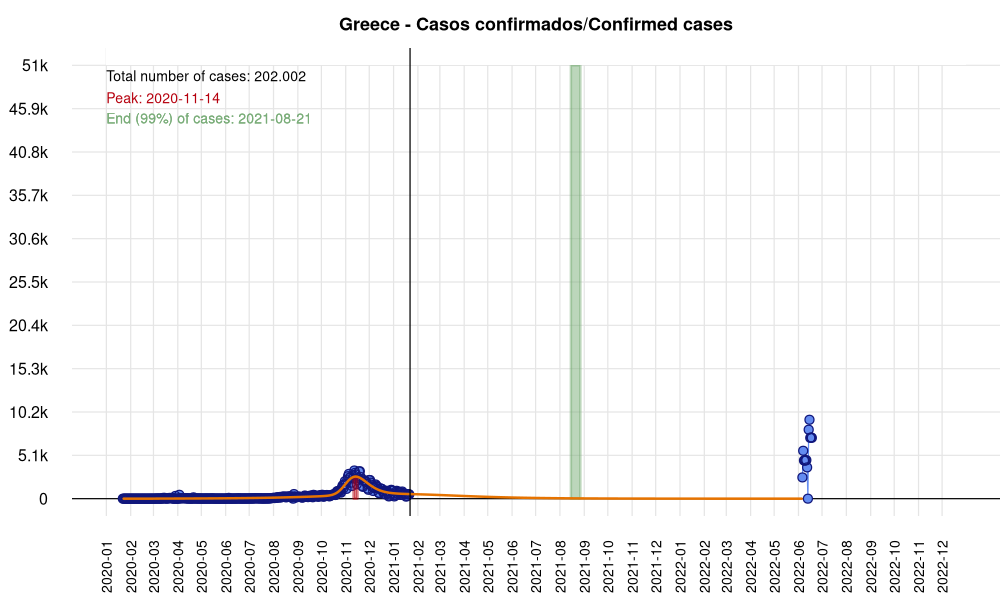 Greece - Casos confirmados/Confirmed cases
Total number of cases: 202.002
Peak: 2020-11-14
End (99%) of cases: 2021-08-21
51k
45.9k
40.8k
35.7k
30.6k
25.5k
20.4k
15.3k
10.2k
5.1k
0
2020-01
2020-02
2020-03
2020-04
2020-05
2020-06
2020-07
2020-08
2020-09
2020-10
2020-11
2020-12
2021-01
2021-02
2021-03
2021-04
2021-05
2021-06
2021-07
2021-08
2021-09
2021-10
2021-11
2021-12
2022-01
2022-02
2022-03
2022-04
2022-05
2022-06
2022-07
2022-08
2022-09
2022-10
2022-11
2022-12